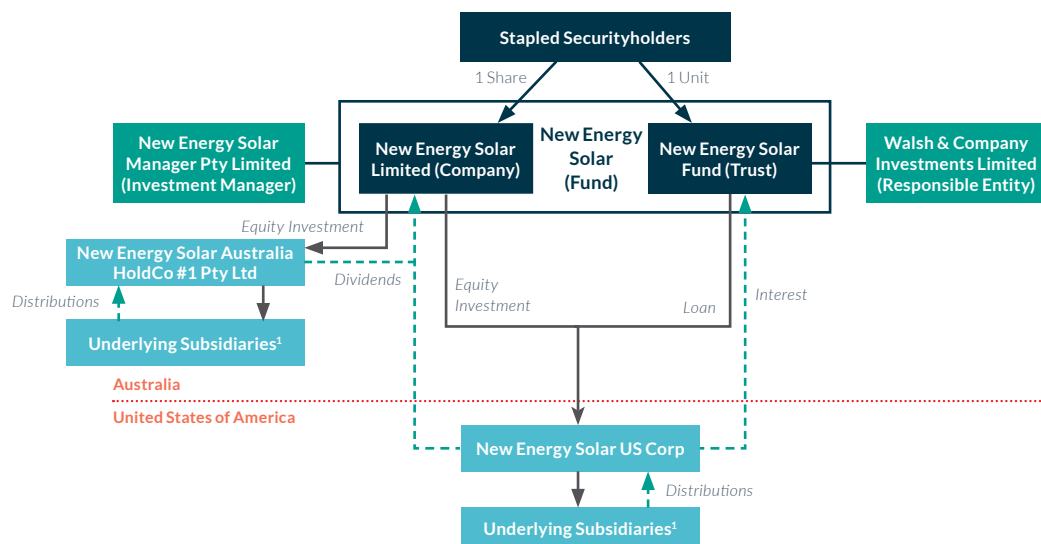 Stapled Securityholders
1 Share
1 Unit
New Energy Solar
Manager Pty Limited
(Investment Manager)
New Energy Solar
Limited (Company)
New Energy
Solar
(Fund)
New Energy Solar
Fund (Trust)
Walsh & Company
Investments Limited
(Responsible Entity)
Equity Investment
New Energy Solar Australia
HoldCo #1 Pty Ltd
Dividends
Equity
Investment
Loan
Interest
Distributions
Underlying Subsidiaries¹
Australia
United States of America
New Energy Solar US Corp
Distributions
Underlying Subsidiaries¹